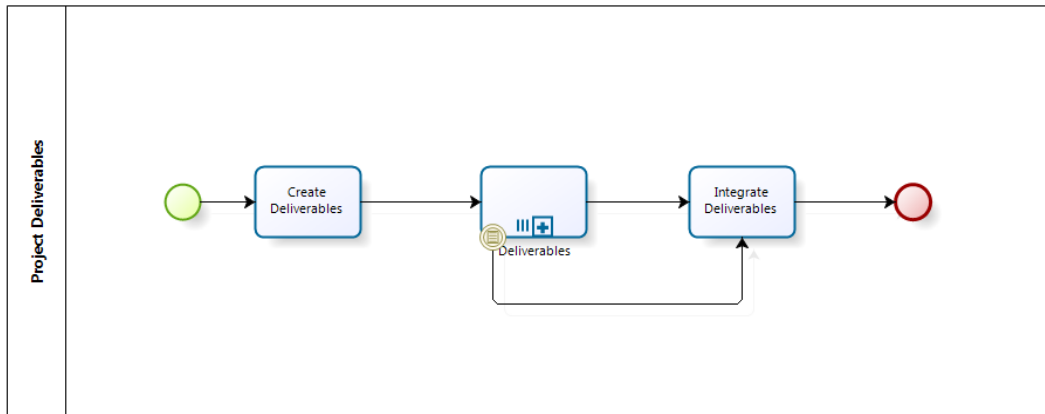 Project Deliverables
Create
Deliverables
Deliverables
Integrate
Deliverables